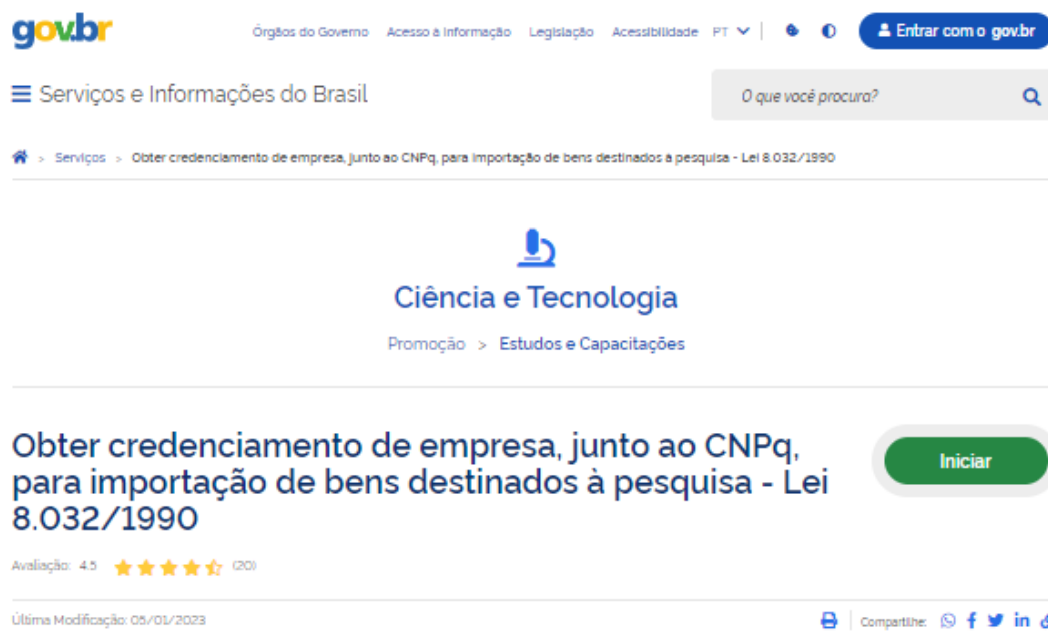 gov.br
Órgãos do Governo Acesso à Informação Legislação Acessibilidade PT Entrar com o gov.br
Serviços e Informações do Brasil O que você procura?
> Serviços > Obter credenciamento de empresa, junto ao CNPq, para importação de bens destinados à pesquisa - Lei 8.032/1990
Ciência e Tecnologia
Promoção > Estudos e Capacitações
Obter credenciamento de empresa, junto ao CNPq,
para importação de bens destinados à pesquisa - Lei
8.032/1990
Iniciar
Avaliação: 4.5 (20)
Última Modificação: 05/01/2023 Compartilhe: